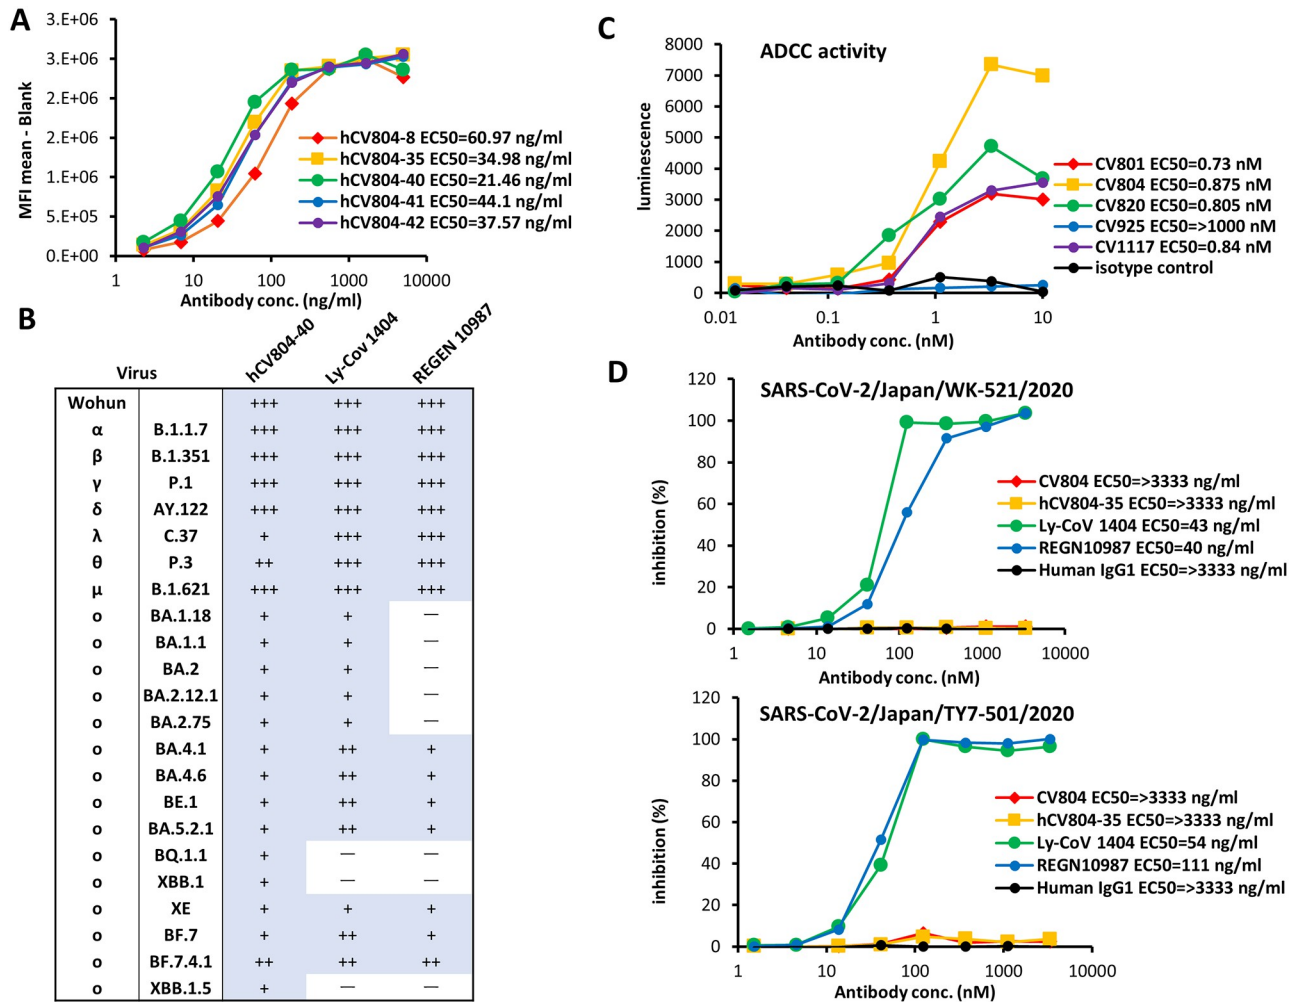 A
3.E+06
3.E+06
2.E+06
2.E+06
1.E+06
5.E+05
0.E+00
MFI mean - Blank
1 10 100 1000 10000
Antibody conc. (ng/ml)
hCV804-8 EC50=60.97 ng/ml
hCV804-35 EC50=34.98 ng/ml
hCV804-40 EC50=21.46 ng/ml
hCV804-41 EC50=44.1 ng/ml
hCV804-42 EC50=37.57 ng/ml
B
Virus hCV804-40 Ly-Cov 1404 REGEN 10987
Wohun +++ +++ +++
α B.1.1.7 +++ +++ +++
β B.1.351 +++ +++ +++
γ P.1 +++ +++ +++
δ AY.122 +++ +++ +++
λ C.37 + +++ +++
θ P.3 ++ +++ +++
μ B.1.621 +++ +++ +++
o BA.1.18 + + —
o BA.1.1 + + —
o BA.2 + + —
o BA.2.12.1 + + —
o BA.2.75 + + —
o BA.4.1 + ++ +
o BA.4.6 + ++ +
o BE.1 + ++ +
o BA.5.2.1 + ++ +
o BQ.1.1 + — —
o XBB.1 + — —
o XE + + +
o BF.7 + ++ +
o BF.7.4.1 ++ ++ ++
o XBB.1.5 + — —
C
ADCC activity
8000
7000
6000
5000
4000
3000
2000
1000
0
luminescence
0.01 0.1 1 10
Antibody conc. (nM)
CV801 EC50=0.73 nM
CV804 EC50=0.875 nM
CV820 EC50=0.805 nM
CV925 EC50=>1000 nM
CV1117 EC50=0.84 nM
isotype control
D
SARS-CoV-2/Japan/WK-521/2020
120
100
80
60
40
20
0
inhibition (%)
1 10 100 1000 10000
Antibody conc. (nM)
CV804 EC50=>3333 ng/ml
hCV804-35 EC50=>3333 ng/ml
Ly-CoV 1404 EC50=43 ng/ml
REGN10987 EC50=40 ng/ml
Human IgG1 EC50=>3333 ng/ml
SARS-CoV-2/Japan/TY7-501/2020
120
100
80
60
40
20
0
inhibition (%)
1 10 100 1000 10000
Antibody conc. (nM)
CV804 EC50=>3333 ng/ml
hCV804-35 EC50=>3333 ng/ml
Ly-CoV 1404 EC50=54 ng/ml
REGN10987 EC50=111 ng/ml
Human IgG1 EC50=>3333 ng/ml